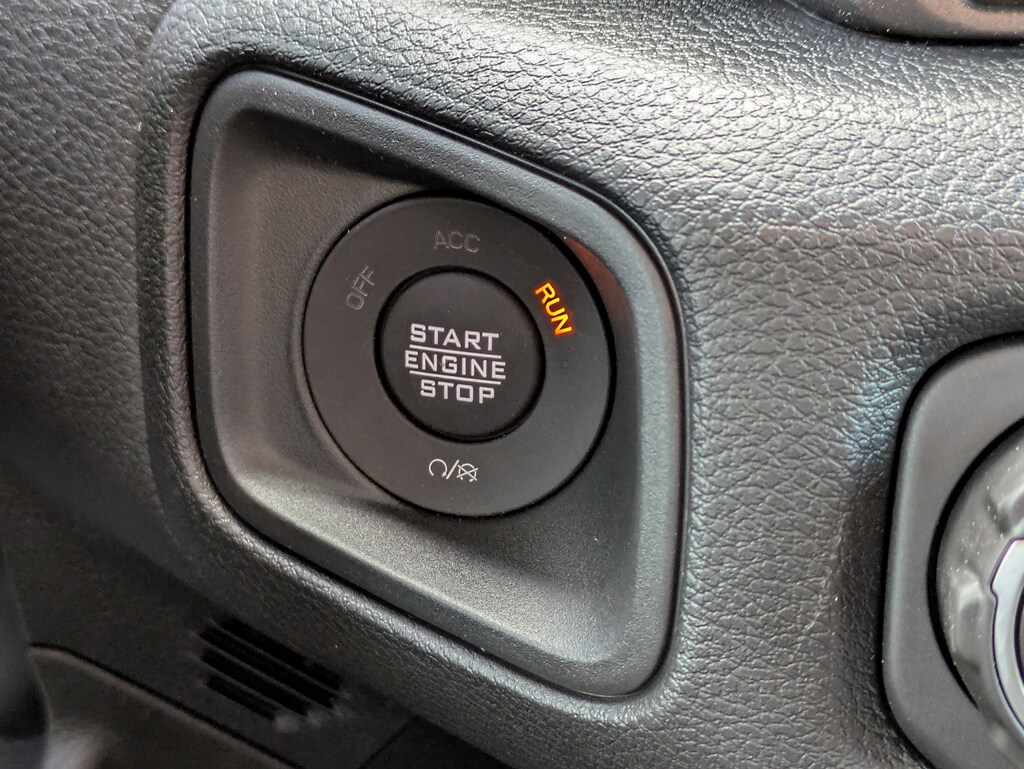 ACC
OFF
RUN
START
ENGINE
STOP